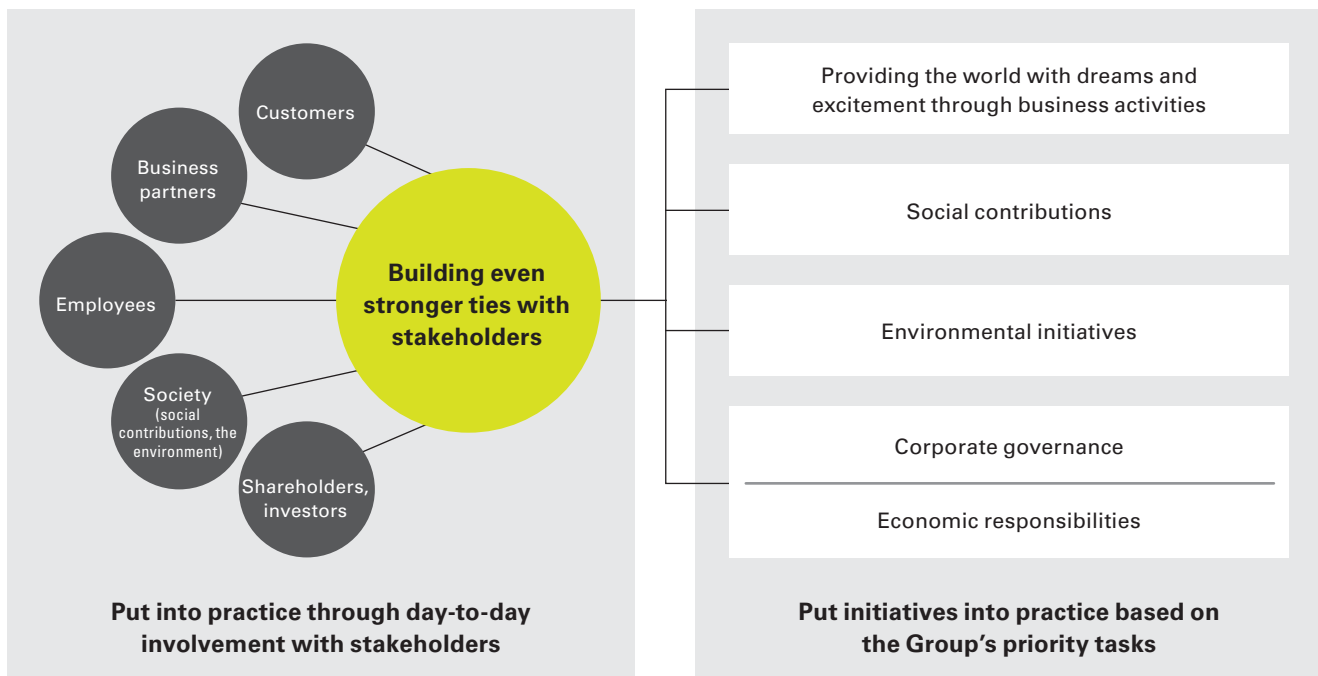 Customers
Business
partners
Employees
Society
(social
contributions, the
environment)
Shareholders,
investors
Building even
stronger ties with
stakeholders
Put into practice through day-to-day
involvement with stakeholders
Providing the world with dreams and
excitement through business activities
Social contributions
Environmental initiatives
Corporate governance
Economic responsibilities
Put initiatives into practice based on
the Group’s priority tasks